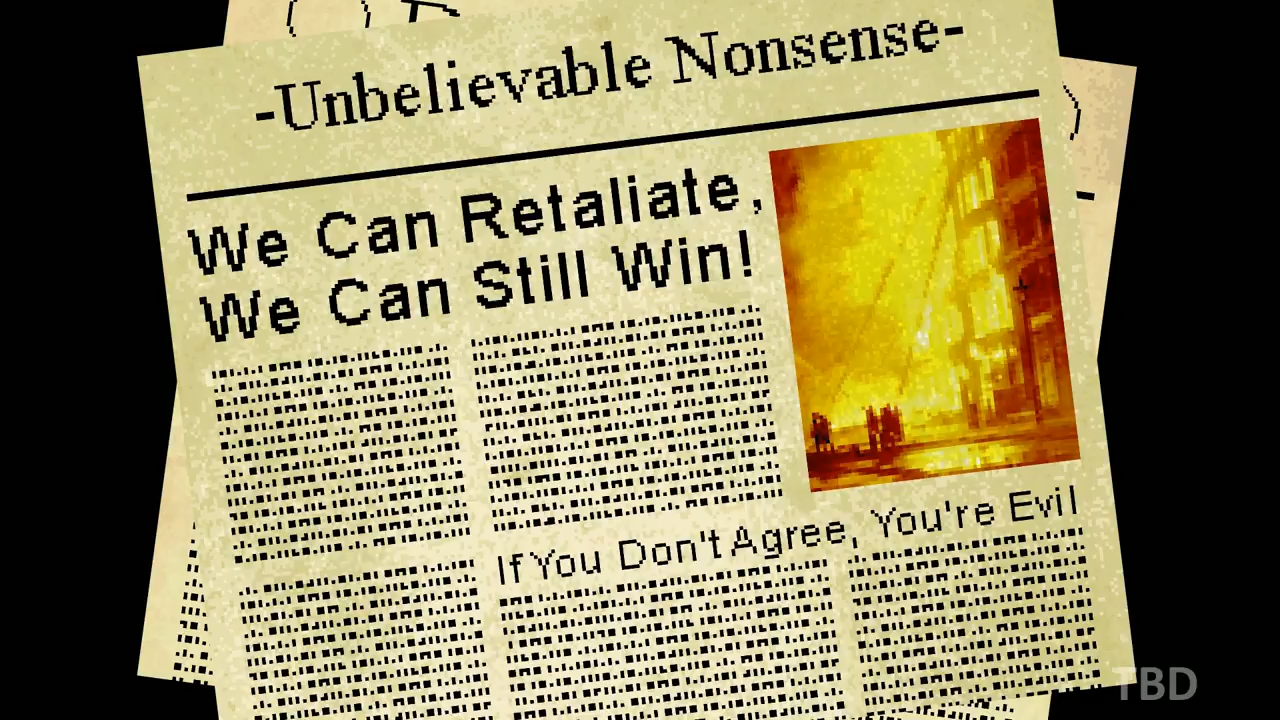 -Unbelievable Nonsense-
We Can Retaliate,
We Can Still Win!
If You Don't Agree, You're Evil
TBD